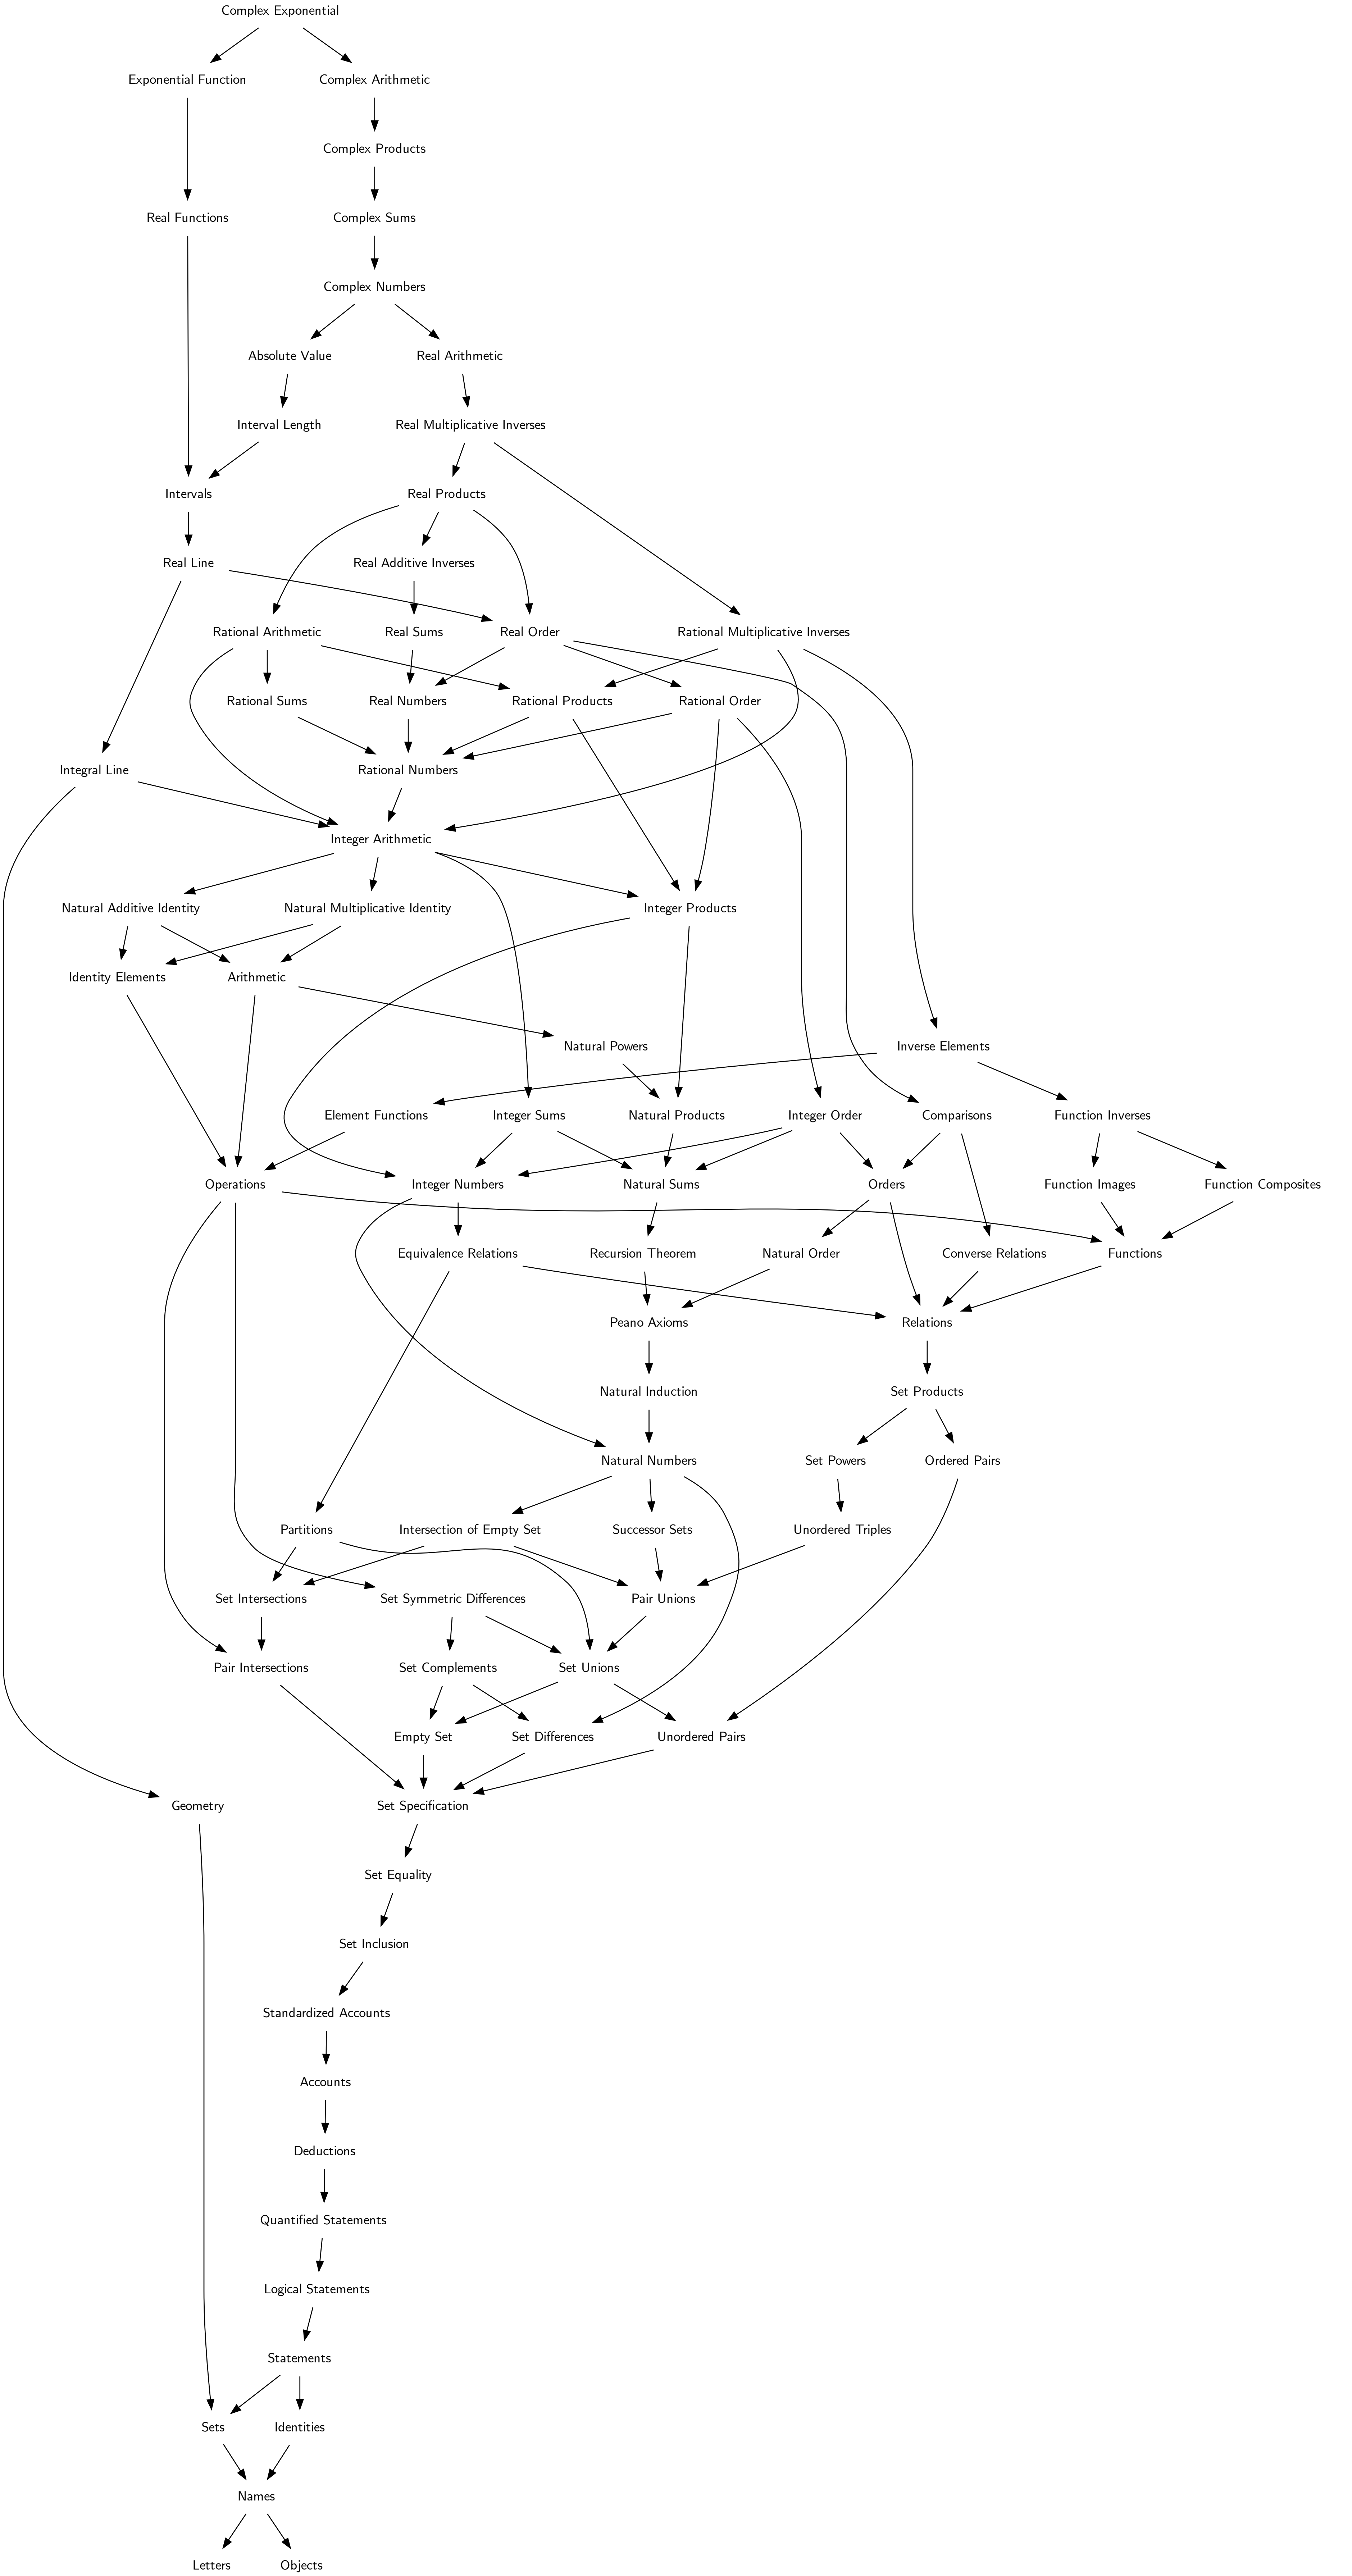 Complex Exponential
Exponential Function
Complex Arithmetic
Complex Products
Real Functions
Complex Sums
Complex Numbers
Absolute Value
Real Arithmetic
Interval Length
Real Multiplicative Inverses
Intervals
Real Products
Real Line
Real Additive Inverses
Rational Arithmetic
Real Sums
Real Order
Rational Multiplicative Inverses
Rational Sums
Real Numbers
Rational Products
Rational Order
Integral Line
Rational Numbers
Integer Arithmetic
Natural Additive Identity
Natural Multiplicative Identity
Integer Products
Identity Elements
Arithmetic
Natural Powers
Inverse Elements
Element Functions
Integer Sums
Natural Products
Integer Order
Comparisons
Function Inverses
Operations
Integer Numbers
Natural Sums
Orders
Function Images
Function Composites
Equivalence Relations
Recursion Theorem
Natural Order
Converse Relations
Functions
Peano Axioms
Relations
Natural Induction
Set Products
Natural Numbers
Set Powers
Ordered Pairs
Partitions
Intersection of Empty Set
Successor Sets
Unordered Triples
Set Intersections
Set Symmetric Differences
Pair Unions
Pair Intersections
Set Complements
Set Unions
Empty Set
Set Differences
Unordered Pairs
Geometry
Set Specification
Set Equality
Set Inclusion
Standardized Accounts
Accounts
Deductions
Quantified Statements
Logical Statements
Statements
Sets
Identities
Names
Letters
Objects